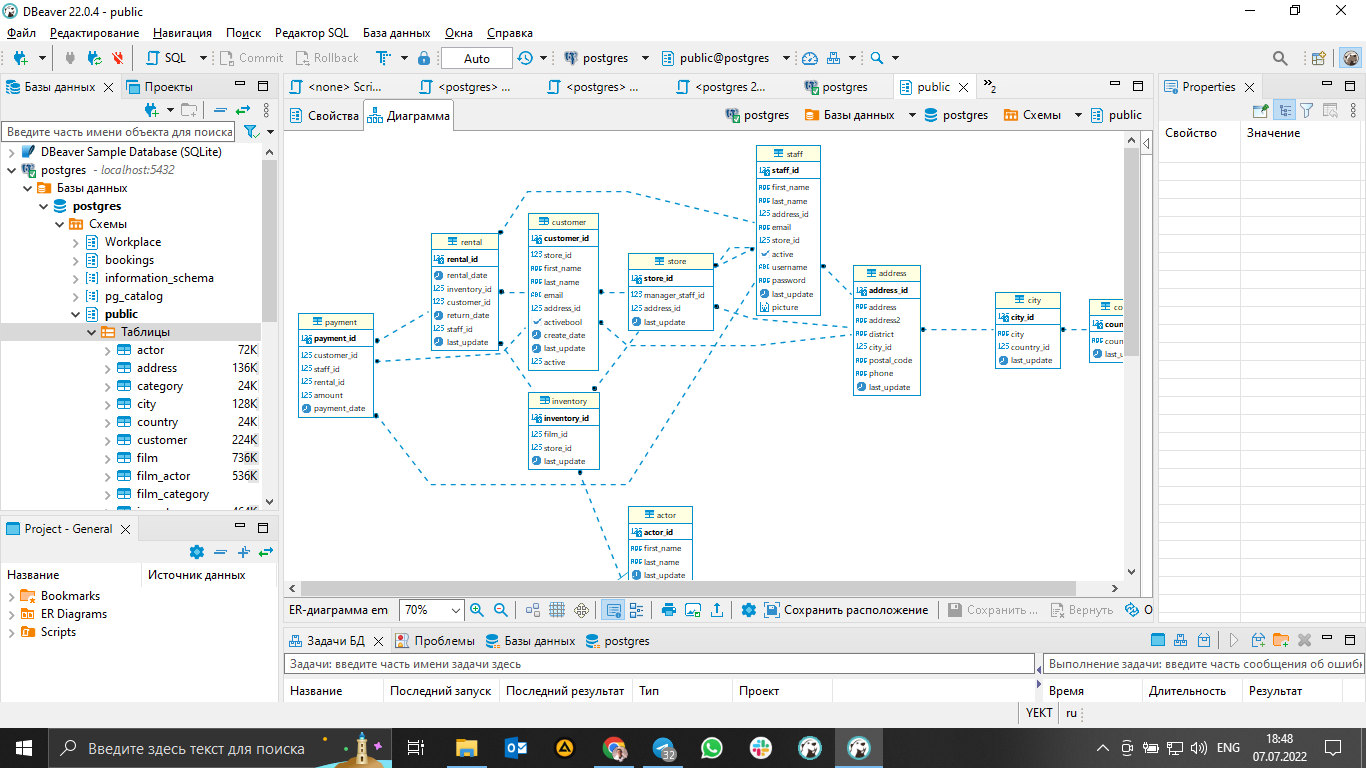 DBeaver 22.0.4 - public
Файл Редактирование Навигация Поиск Редактор SQL База данных Окна Справка
SQL Commit Rollback Auto postgres public@postgres
Базы данных Проекты
Введите часть имени объекта для поиска
DBeaver Sample Database (SQLite)
postgres - localhost:5432
Базы данных
postgres
Схемы
Workplace
bookings
information_schema
pg_catalog
public
Таблицы
actor 72K
address 136K
category 24K
city 128K
country 24K
customer 224K
film 736K
film_actor 536K
film_category
Project - General
Название Источник данных
Bookmarks
ER Diagrams
Scripts
<none> Scri... <postgres> ... <postgres> ... <postgres 2... postgres public »2
Свойства Диаграмма postgres Базы данных postgres Схемы public
payment
payment_id
customer_id
staff_id
rental_id
amount
payment_date
rental
rental_id
rental_date
inventory_id
customer_id
return_date
staff_id
last_update
customer
customer_id
store_id
first_name
last_name
email
address_id
activebool
create_date
last_update
active
inventory
inventory_id
film_id
store_id
last_update
store
store_id
manager_staff_id
address_id
last_update
actor
actor_id
first_name
last_name
last_update
staff
staff_id
first_name
last_name
address_id
email
store_id
active
username
password
last_update
picture
address
address_id
address
address2
district
city_id
postal_code
phone
last_update
city
city_id
city
country_id
last_update
co
coun
coun
last_u
ER-диаграмма em 70% Сохранить расположение Сохранить ... Вернуть О
Properties
Свойство Значение
Задачи БД Проблемы Базы данных postgres
Задачи: введите часть имени задачи здесь
Выполнение задачи: введите часть сообщения об ошибк
Название Последний запуск Последний результат Тип Проект
Время Длительность Результат
YEKT ru
Введите здесь текст для поиска
32
ENG
18:48
07.07.2022